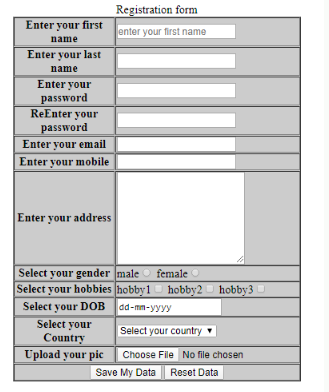 Registration form
Enter your first
name
enter your first name
Enter your last
name
Enter your
password
ReEnter your
password
Enter your email
Enter your mobile
Enter your address
Select your gender male female
Select your hobbies hobby1 hobby2 hobby3
Select your DOB dd-mm-yyyy
Select your
Country
Select your country
Upload your pic Choose File No file chosen
Save My Data Reset Data